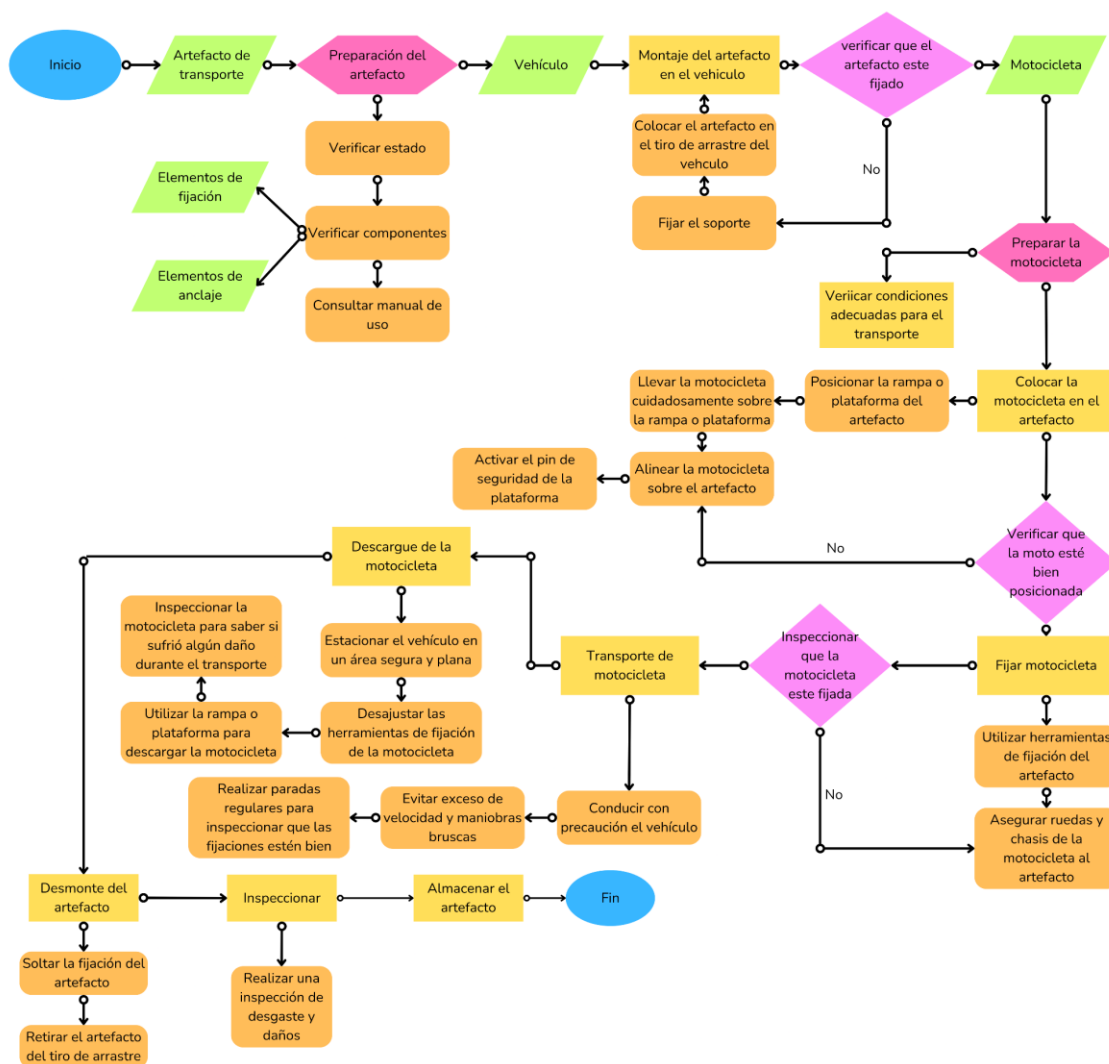 Inicio
Artefacto de
transporte
Preparación del
artefacto
Vehículo
Montaje del artefacto
en el vehiculo
verificar que el
artefacto este
fijado
Motocicleta
Verificar estado
Colocar el artefacto en
el tiro de arrastre del
vehculo
No
Elementos de
fijación
Verificar componentes
Fijar el soporte
Preparar la
motocicleta
Elementos de
anclaje
Consultar manual de
uso
Veriicar condiciones
adecuadas para el
transporte
Llevar la motocicleta
cuidadosamente sobre
la rampa o plataforma
Posicionar la rampa o
plataforma del
artefacto
Colocar la
motocicleta en el
artefacto
Activar el pin de
seguridad de la
plataforma
Alinear la motocicleta
sobre el artefacto
Descargue de la
motocicleta
No
Verificar que
la moto esté
bien
posicionada
Inspeccionar la
motocicleta para saber si
sufrió algún daño
durante el transporte
Estacionar el vehículo en
un área segura y plana
Transporte de
motocicleta
Inspeccionar
que la
motocicleta
este fijada
Fijar motocicleta
Utilizar la rampa o
plataforma para
descargar la motocicleta
Desajustar las
herramientas de fijación
de la motocicleta
Utilizar herramientas
de fijación del
artefacto
Realizar paradas
regulares para
inspeccionar que las
fijaciones estén bien
Evitar exceso de
velocidad y maniobras
bruscas
Conducir con
precaución el vehículo
No
Asegurar ruedas y
chasis de la
motocicleta al
artefacto
Desmonte del
artefacto
Inspeccionar
Almacenar el
artefacto
Fin
Soltar la fijación del
artefacto
Realizar una
inspección de
desgaste y
daños
Retirar el artefacto
del tiro de arrastre